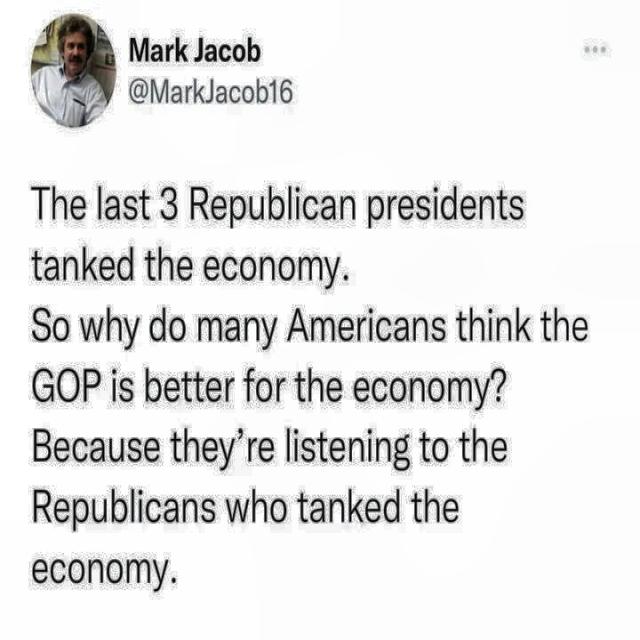 Mark Jacob
@MarkJacob16
The last 3 Republican presidents
tanked the economy.
So why do many Americans think the
GOP is better for the economy?
Because they’re listening to the
Republicans who tanked the
economy.